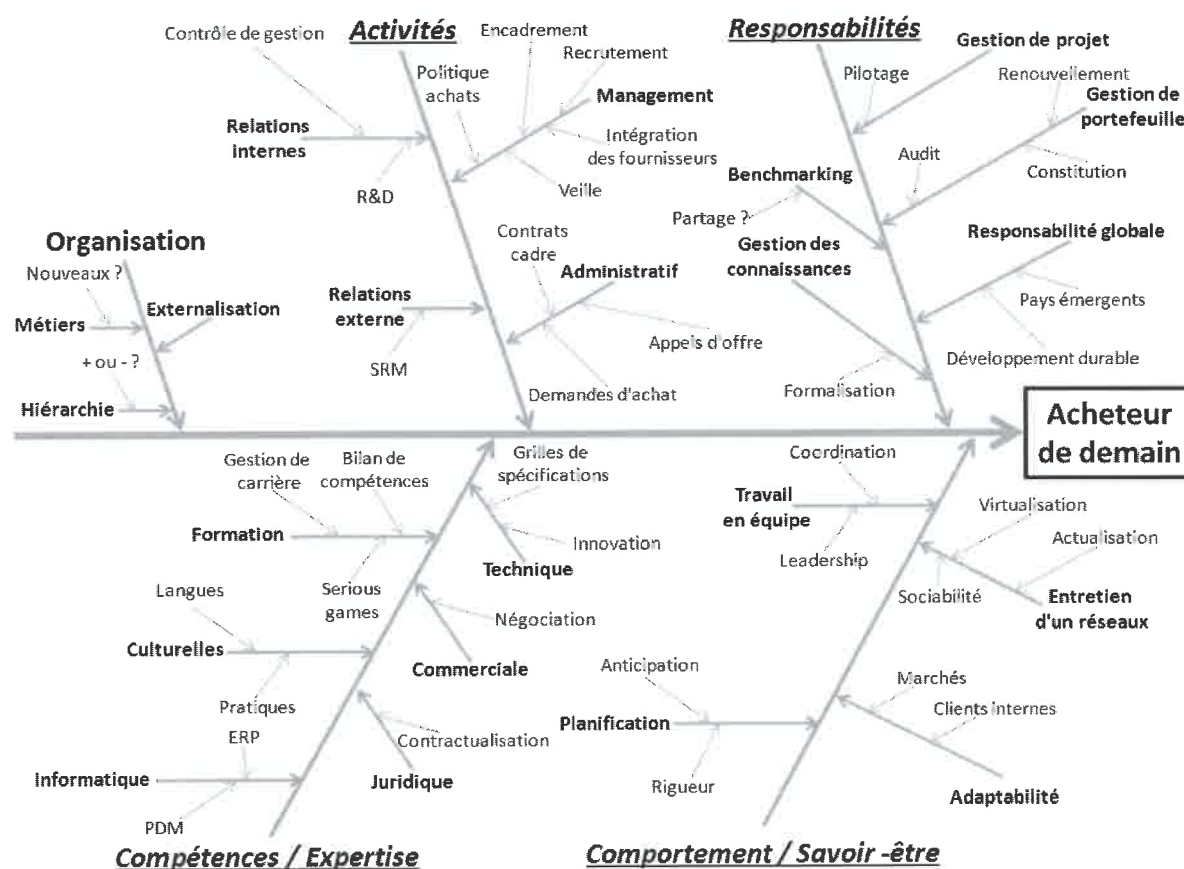 Activités
Contrôle de gestion
Encadrement
Recrutement
Politique
achats
Management
Relations
internes
Intégration
des fournisseurs
R&D
Veille
Contrats
cadre
Administratif
Relations
externe
SRM
Appels d'offre
Demandes d'achat
Responsabilités
Gestion de projet
Pilotage
Renouvellement
Gestion de
portefeuille
Audit
Constitution
Benchmarking
Partage ?
Gestion des
connaissances
Responsabilité globale
Pays émergents
Développement durable
Formalisation
Organisation
Nouveaux ?
Métiers
Externalisation
+ ou - ?
Hiérarchie
Acheteur
de demain
Gestion de
carrière
Bilan de
compétences
Grilles de
spécifications
Formation
Innovation
Technique
Serious
games
Langues
Culturelles
Négociation
Commerciale
Pratiques
ERP
Contractualisation
Informatique
Juridique
PDM
Compétences / Expertise
Coordination
Travail
en équipe
Leadership
Virtualisation
Actualisation
Sociabilité
Entretien
d'un réseaux
Anticipation
Planification
Rigueur
Marchés
Clients internes
Adaptabilité
Comportement / Savoir -être